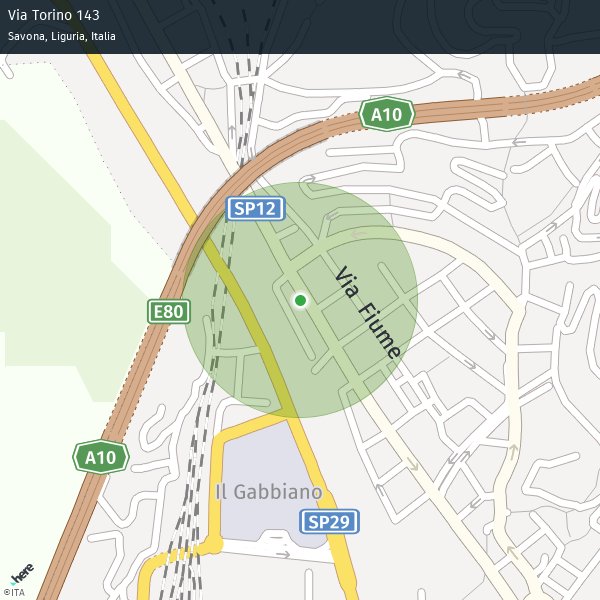 Via Torino 143
Savona, Liguria, Italia
A10
SP12
Via Fiume
E80
A10
Il Gabbiano
SP29
here
©ITA